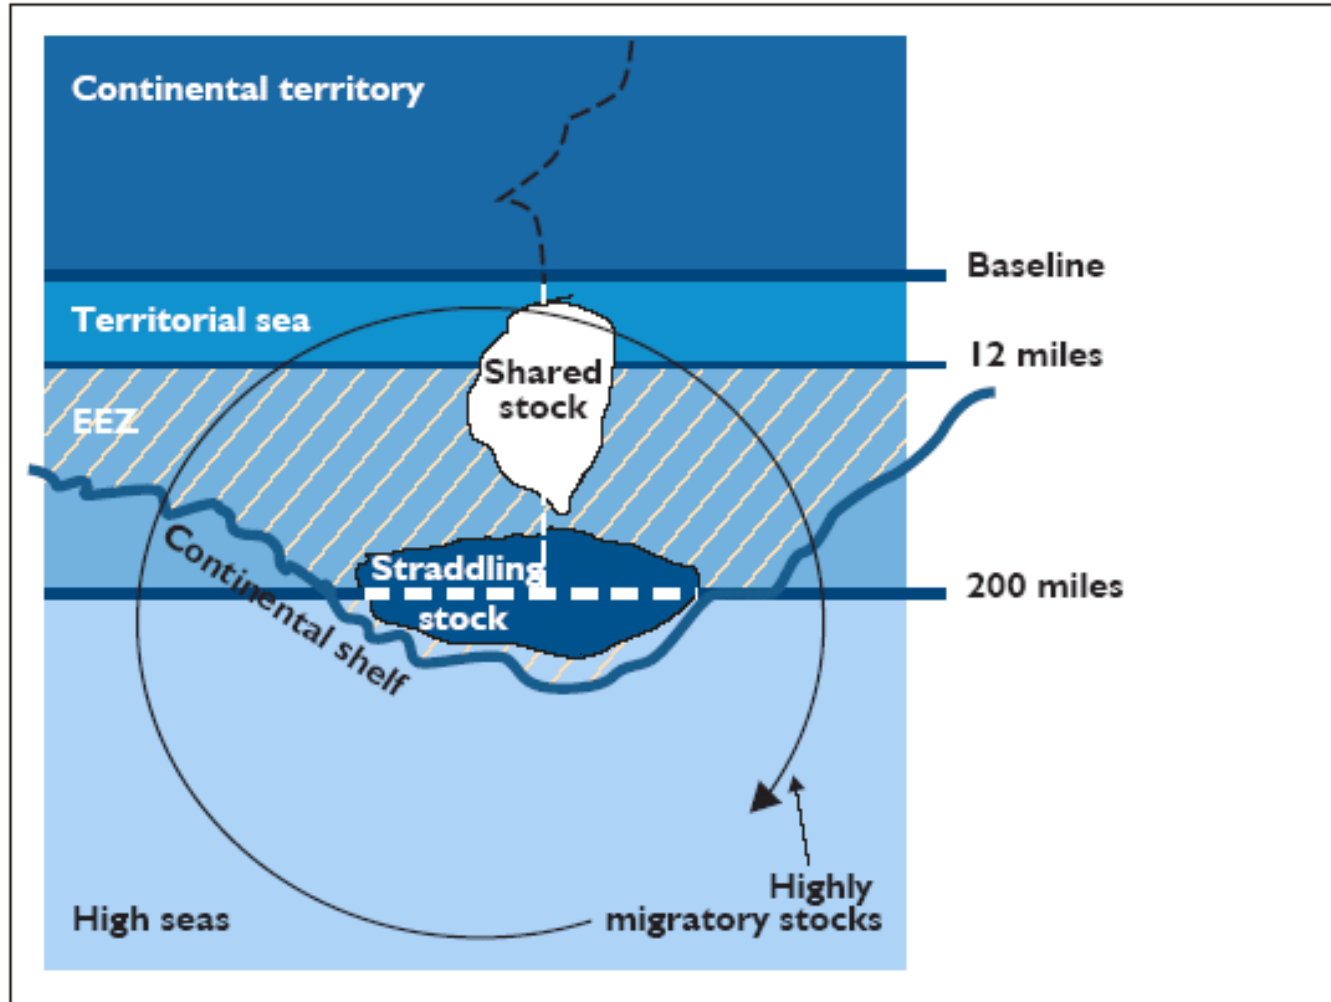 Continental territory
Baseline
Territorial sea
12 miles
Shared
stock
EEZ
Continental shelf
Straddling
stock
200 miles
Highly
migratory stocks
High seas